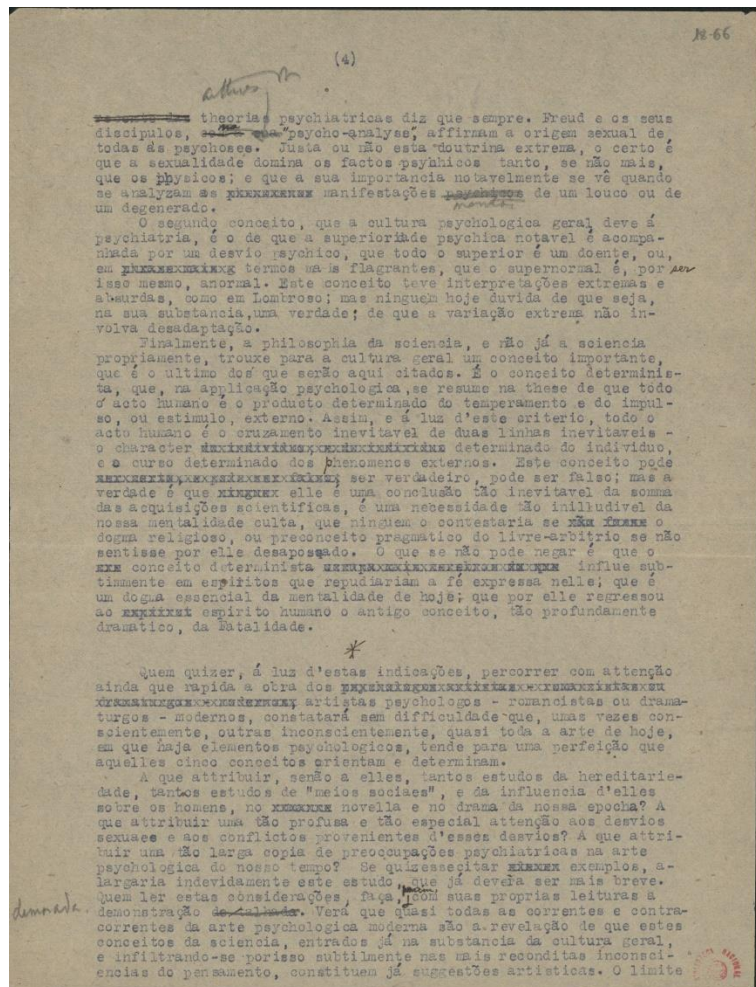 18-66
(4)
theorias psychiatricas diz que sempre. Freud e os seus
discipulos, na "psycho-analyse", affirmam a origem sexual de
todas as psychoses. Justa ou não esta doutrina extrema, o certo é
que a sexualidade domina os factos psychicos tanto, se não mais,
que os physicos; e que a sua importancia notavelmente se vê quando
se analyzam as manifestações psychicos de um louco ou de
mentaes
um degenerado.
O segundo conceito, que a cultura psychologica geral deve á
psychiatria, é o de que a superioridade psychica notavel é acompa-
nhada por um desvio psychico, que todo o superior é um doente, ou,
em termos mais flagrantes, que o supernormal é, por ser
isso mesmo, anormal. Este conceito teve interpretações extremas e
absurdas, como em Lombroso; mas ninguem hoje duvida de que seja,
na sua substancia, uma verdade; de que a variação extrema não in-
volva desadaptação.
Finalmente, a philosophia da sciencia, e não já a sciencia
propriamente, trouxe para a cultura geral um conceito importante,
que é o ultimo dos que serão aqui citados. É o conceito determinis-
ta, que, na applicação psychologica, se resume na these de que todo
o acto humano é o producto determinado do temperamento e do impul-
so, ou estimulo, externo. Assim, e á luz d'este criterio, todo o
acto humano é o cruzamento inevitavel de duas linhas inevitaveis -
o character determinado do individuo,
e o curso determinado dos phenomenos externos. Este conceito pode
ser verdadeiro, pode ser falso; mas a
verdade é que elle é uma conclusão tão inevitavel da somma
das acquisições scientificas, é uma necessidade tão inilludivel da
nossa mentalidade culta, que ninguem o contestaria se o
dogma religioso, ou preconceito pragmatico do livre-arbitrio se não
sentisse por elle desapossado. O que se não pode negar é que o
conceito determinista influe sub-
timmente em espiritos que repudiariam a fé expressa nelle; que é
um dogma essencial da mentalidade de hoje; que por elle regressou
ao espirito humano o antigo conceito, tão profundamente
dramatico, da Fatalidade.
*
Quem quizer, á luz d'estas indicações, percorrer com attenção
ainda que rapida a obra dos
artistas psychologos - romancistas ou drama-
turgos - modernos, constatará sem difficuldade que, umas vezes con-
scientemente, outras inconscientemente, quasi toda a arte de hoje,
em que haja elementos psychologicos, tende para uma perfeição que
aquelles cinco conceitos orientam e determinam.
A que attribuir, senão a elles, tantos estudos da hereditarie-
dade, tantos estudos de "meios sociaes", e da influencia d'elles
sobre os homens, no novella e no drama da nossa epocha? A
que attribuir uma tão profusa e tão especial attenção aos desvios
sexuaes e aos conflictos provenientes d'esses desvios? A que attri-
buir uma tão larga copia de preoccupações psychiatricas na arte
psychologica do nosso tempo? Se quizessecitar exemplos, a-
largaria indevidamente este estudo, que já devera ser mais breve.
Quem ler estas considerações, faça, com suas proprias leituras a
demorada.
demonstração de-talhada. Verá que quasi todas as correntes e contra-
correntes da arte psychologica moderna são a revelação de que estes
conceitos da sciencia, entrados já na substancia da cultura geral,
e infiltrando-se porisso subtilmente nas mais reconditas inconsci-
encias do pensamento, constituem já suggestões artisticas. O limite